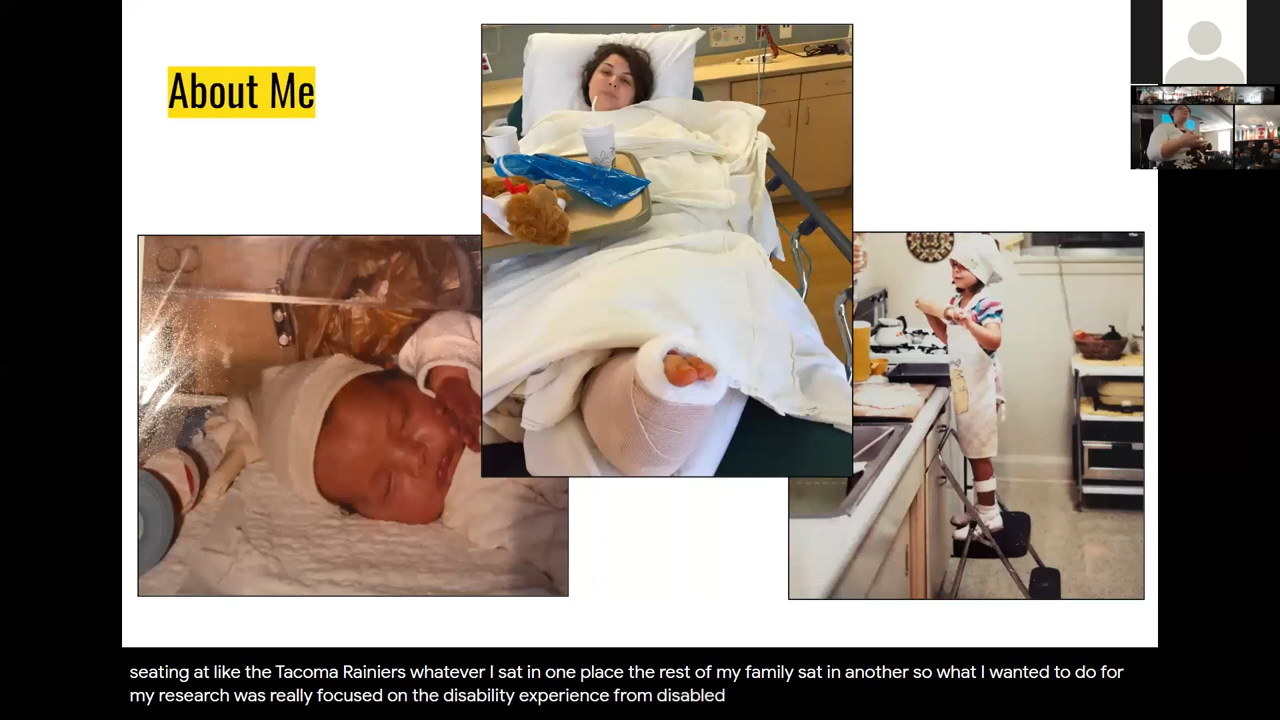 About Me
seating at like the Tacoma Rainiers whatever I sat in one place the rest of my family sat in another so what I wanted to do for
my research was really focused on the disability experience from disabled